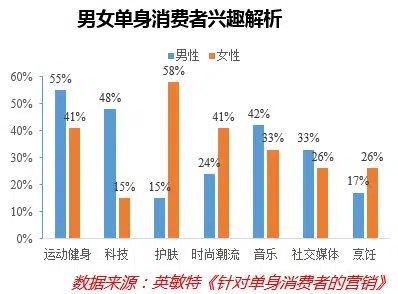 男女单身消费者兴趣解析
男性 女性
60%
50%
40%
30%
20%
10%
0%
55% 41% 48% 15% 15% 58% 24% 41% 42% 33% 33% 26% 17% 26%
运动健身 科技 护肤 时尚潮流 音乐 社交媒体 烹饪
数据来源：英敏特《针对单身消费者的营销》